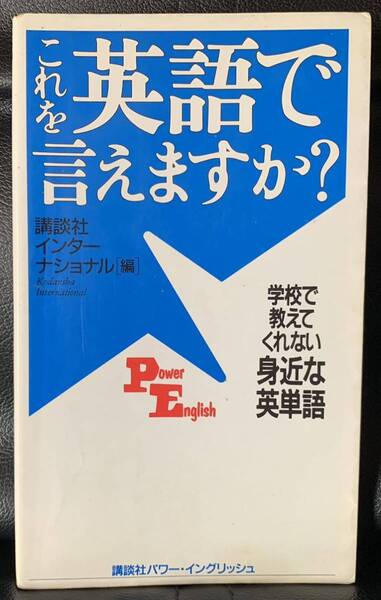 これを英語で
言えますか?
講談社
インター
ナショナル[編]
Kodansha
International
学校で
教えて
くれない
身近な
英単語
Power
English
講談社パワー・イングリッシュ